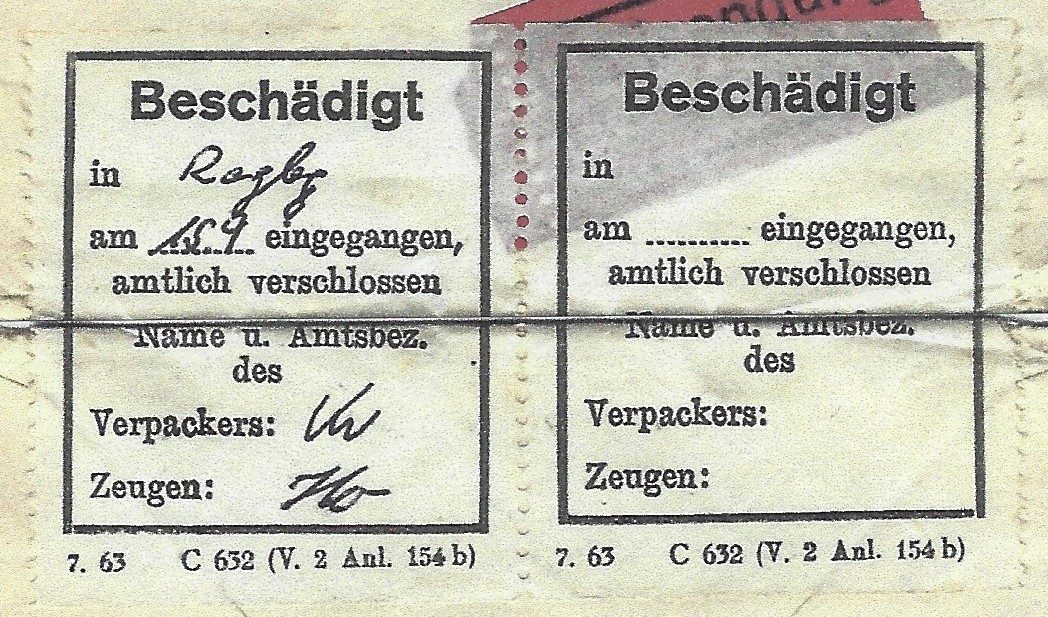 Beschädigt
in
am 15.9. eingegangen,
amtlich verschlossen
Name u. Amtsbez.
des
Verpackers:
Zeugen:
7. 63 C 632 (V. 2 Anl. 154 b)
Beschädigt
in
am .......... eingegangen,
amtlich verschlossen
Name u. Amtsbez.
des
Verpackers:
Zeugen:
7. 63 C 632 (V. 2 Anl. 154 b)